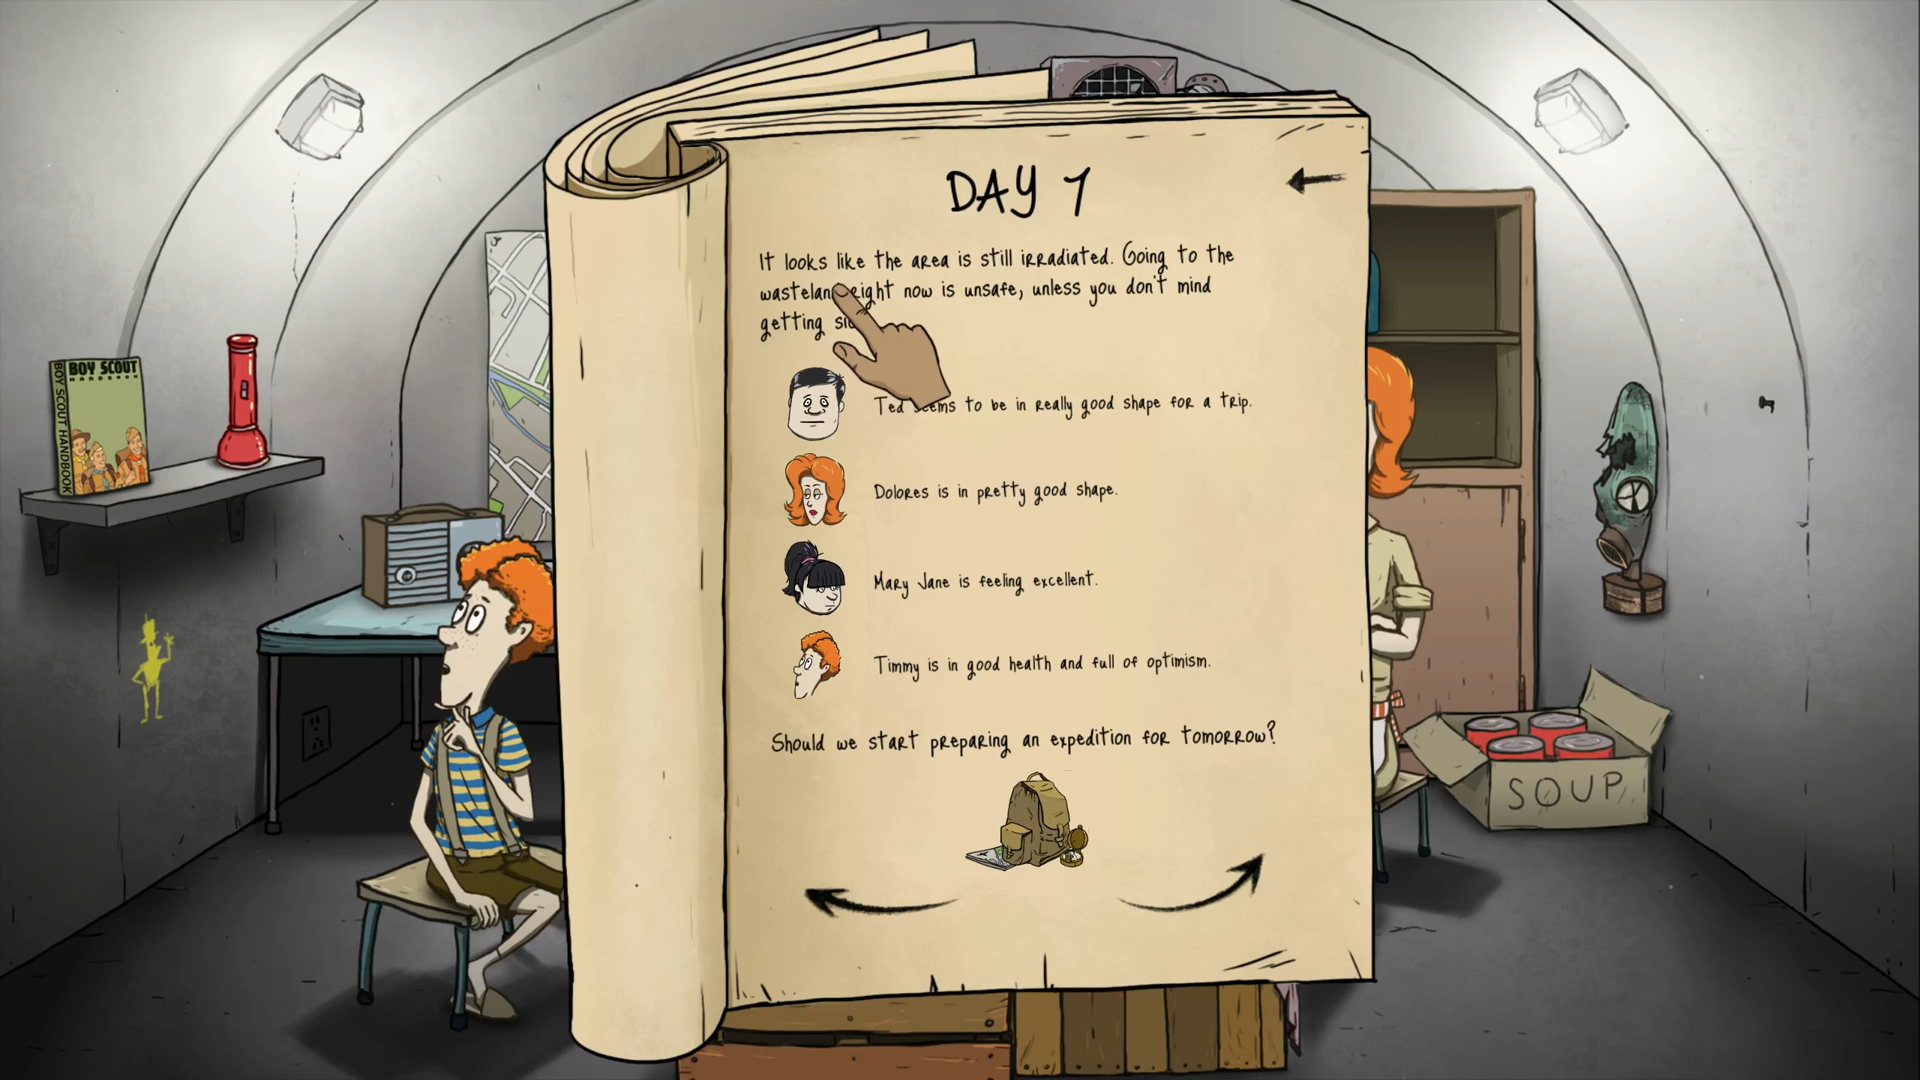 DAY 7
It looks like the area is still irradiated. Going to the
wasteland right now is unsafe, unless you don't mind
getting
Ted seems to be in really good shape for a trip.
Dolores is in pretty good shape.
Mary Jane is feeling excellent.
Timmy is in good health and full of optimism.
Should we start preparing an expedition for tomorrow?
BOY SCOUT
HANDBOOK
BOY SCOUT HANDBOOK
SOUP